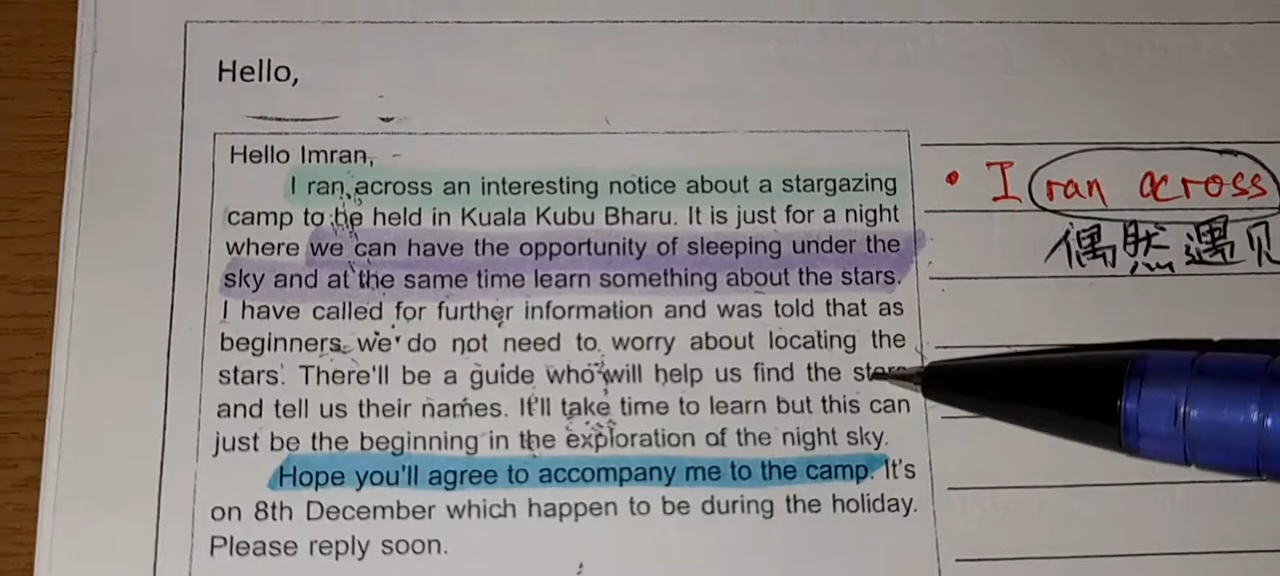 Hello,
Hello Imran,
I ran across an interesting notice about a stargazing
camp to be held in Kuala Kubu Bharu. It is just for a night
where we can have the opportunity of sleeping under the
sky and at the same time learn something about the stars.
I have called for further information and was told that as
beginners, we do not need to worry about locating the
stars. There'll be a guide who will help us find the stars
and tell us their names. It'll take time to learn but this can
just be the beginning in the exploration of the night sky.
Hope you'll agree to accompany me to the camp. It's
on 8th December which happen to be during the holiday.
Please reply soon.
• I ran across
偶然遇见